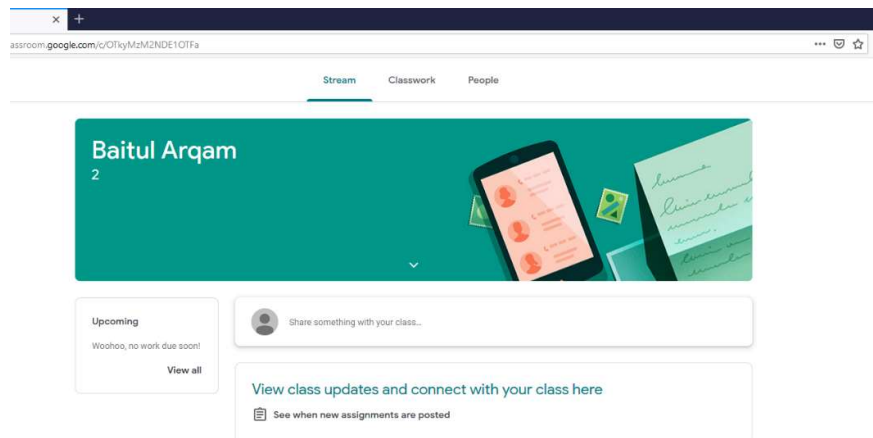 assroom.google.com/c/OTkyMzM2NDE1OTFa
Stream Classwork People
Baitul Arqam
2
Upcoming
Woohoo, no work due soon!
View all
Share something with your class...
View class updates and connect with your class here
See when new assignments are posted